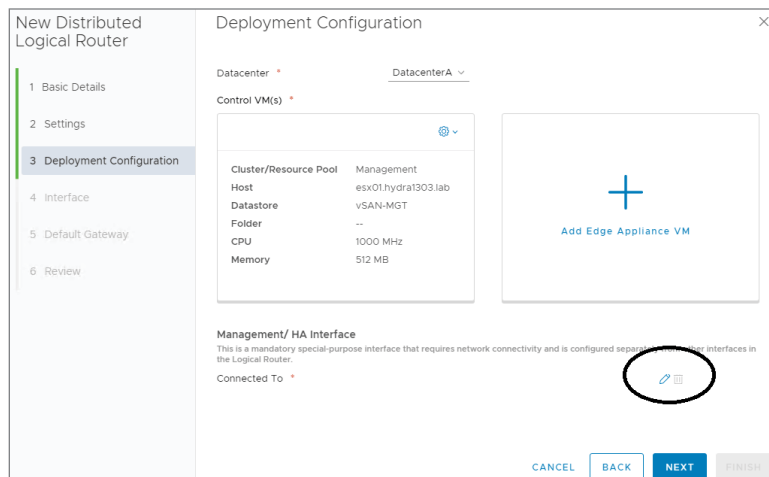 New Distributed
Logical Router
1 Basic Details
2 Settings
3 Deployment Configuration
4 Interface
5 Default Gateway
6 Review
Deployment Configuration
Datacenter *
DatacenterA
Control VM(s) *
Cluster/Resource Pool Management
Host esx01.hydra1303.lab
Datastore vSAN-MGT
Folder --
CPU 1000 MHz
Memory 512 MB
Add Edge Appliance VM
Management/ HA Interface
This is a mandatory special-purpose interface that requires network connectivity and is configured separately from other interfaces in
the Logical Router.
Connected To *
CANCEL BACK NEXT FINISH